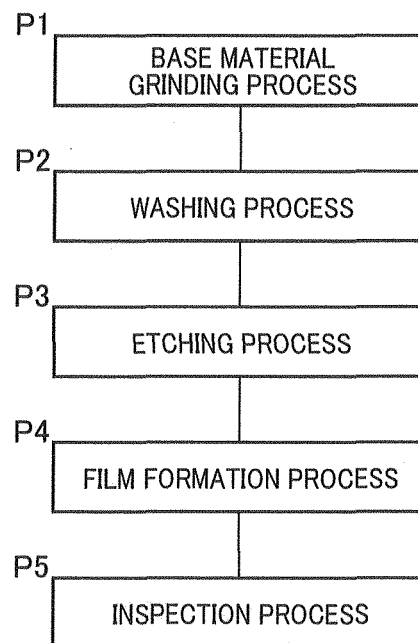 P1
BASE MATERIAL
GRINDING PROCESS
P2
WASHING PROCESS
P3
ETCHING PROCESS
P4
FILM FORMATION PROCESS
P5
INSPECTION PROCESS